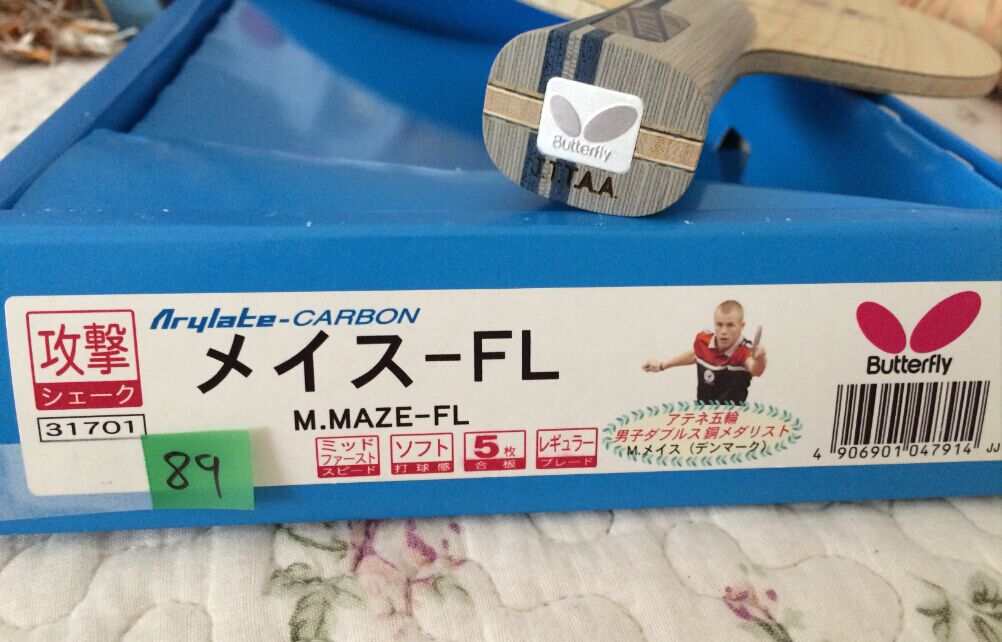 Butterfly
J.T.T.A.A.
攻撃
シェーク
31701
Arylate-CARBON
メイス-FL
M.MAZE-FL
ミッド
ファースト
スピード
ソフト
打球感
5枚
合板
レギュラー
ブレード
アテネ五輪
男子ダブルス銅メダリスト
M.メイス(デンマーク)
Butterfly
4 906901 047914 JJ
89